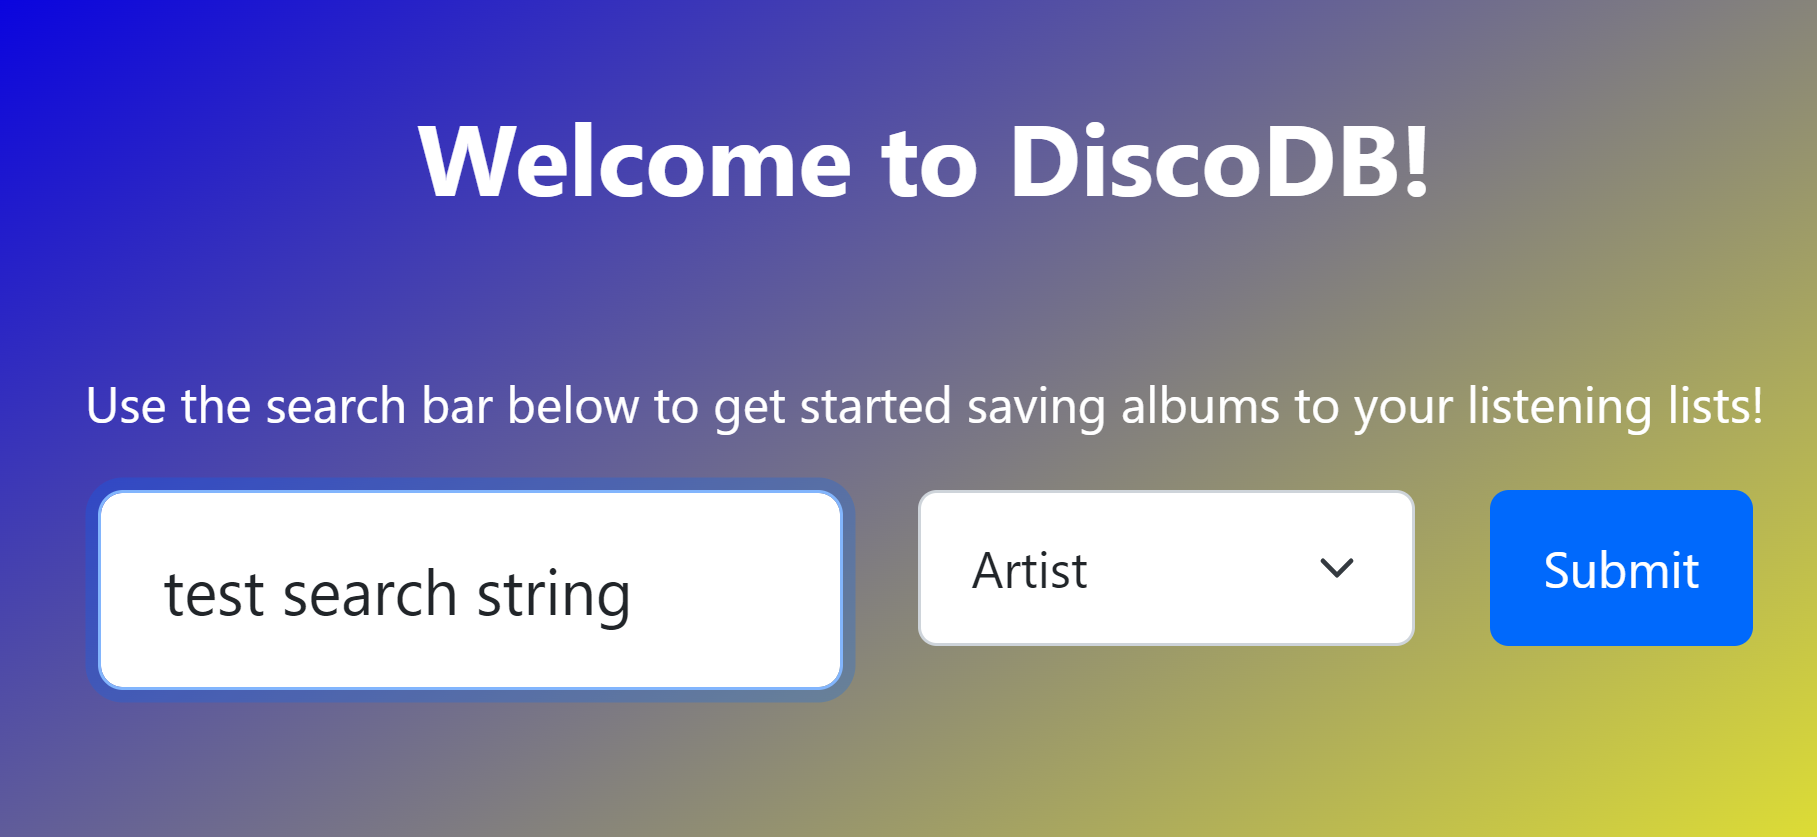 Welcome to DiscoDB!
Use the search bar below to get started saving albums to your listening lists!
test search string
Artist
Submit